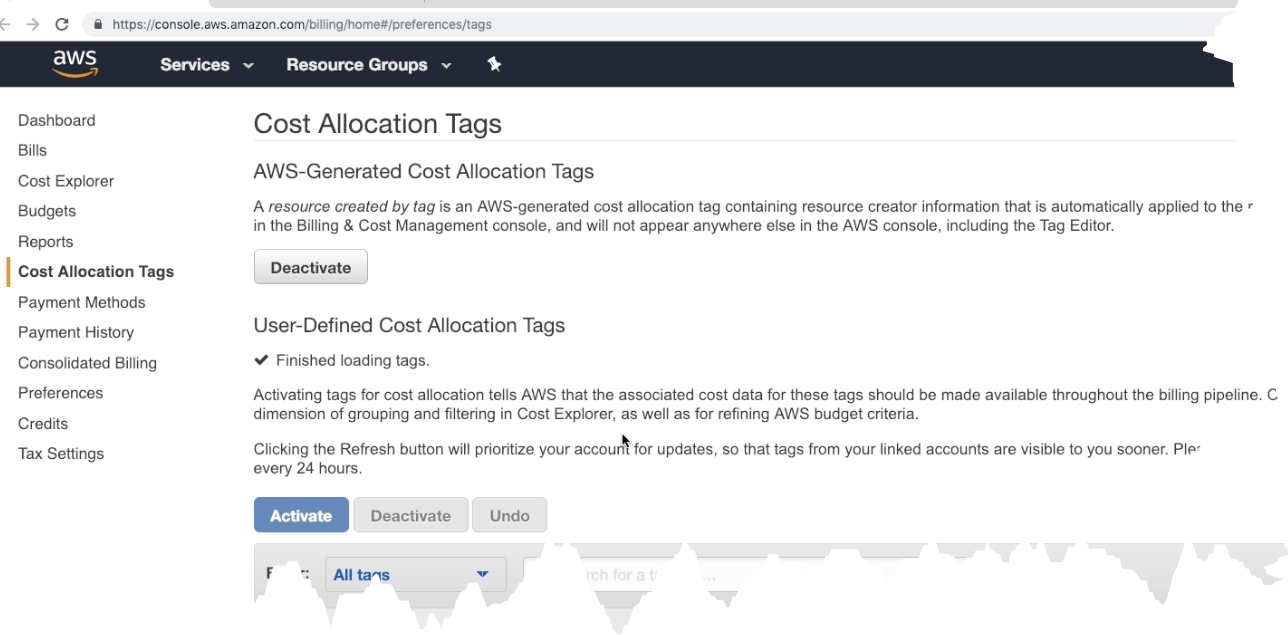 https://console.aws.amazon.com/billing/home#/preferences/tags
aws Services Resource Groups
Dashboard
Bills
Cost Explorer
Budgets
Reports
Cost Allocation Tags
Payment Methods
Payment History
Consolidated Billing
Preferences
Credits
Tax Settings
Cost Allocation Tags
AWS-Generated Cost Allocation Tags
A resource created by tag is an AWS-generated cost allocation tag containing resource creator information that is automatically applied to the
in the Billing & Cost Management console, and will not appear anywhere else in the AWS console, including the Tag Editor.
Deactivate
User-Defined Cost Allocation Tags
Finished loading tags.
Activating tags for cost allocation tells AWS that the associated cost data for these tags should be made available throughout the billing pipeline.
dimension of grouping and filtering in Cost Explorer, as well as for refining AWS budget criteria.
Clicking the Refresh button will prioritize your account for updates, so that tags from your linked accounts are visible to you sooner.
every 24 hours.
Activate Deactivate Undo
All tags for a